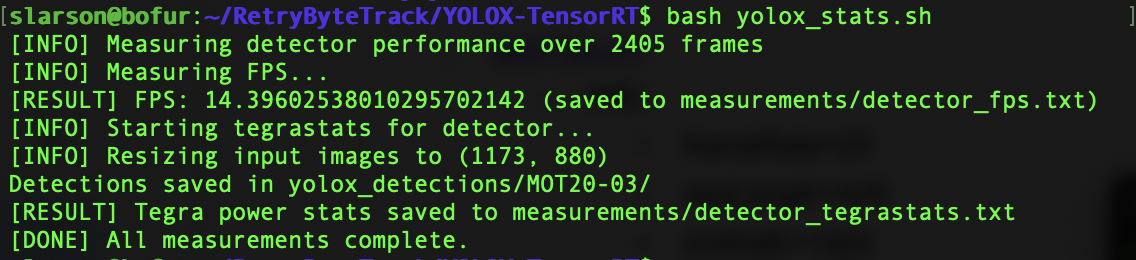 [slarson@bofur:~/RetryByteTrack/YOLOX-TensorRT$ bash yolox_stats.sh ]
[INFO] Measuring detector performance over 2405 frames
[INFO] Measuring FPS...
[RESULT] FPS: 14.39602538010295702142 (saved to measurements/detector_fps.txt)
[INFO] Starting tegrastats for detector...
[INFO] Resizing input images to (1173, 880)
Detections saved in yolox_detections/MOT20-03/
[RESULT] Tegra power stats saved to measurements/detector_tegrastats.txt
[DONE] All measurements complete.